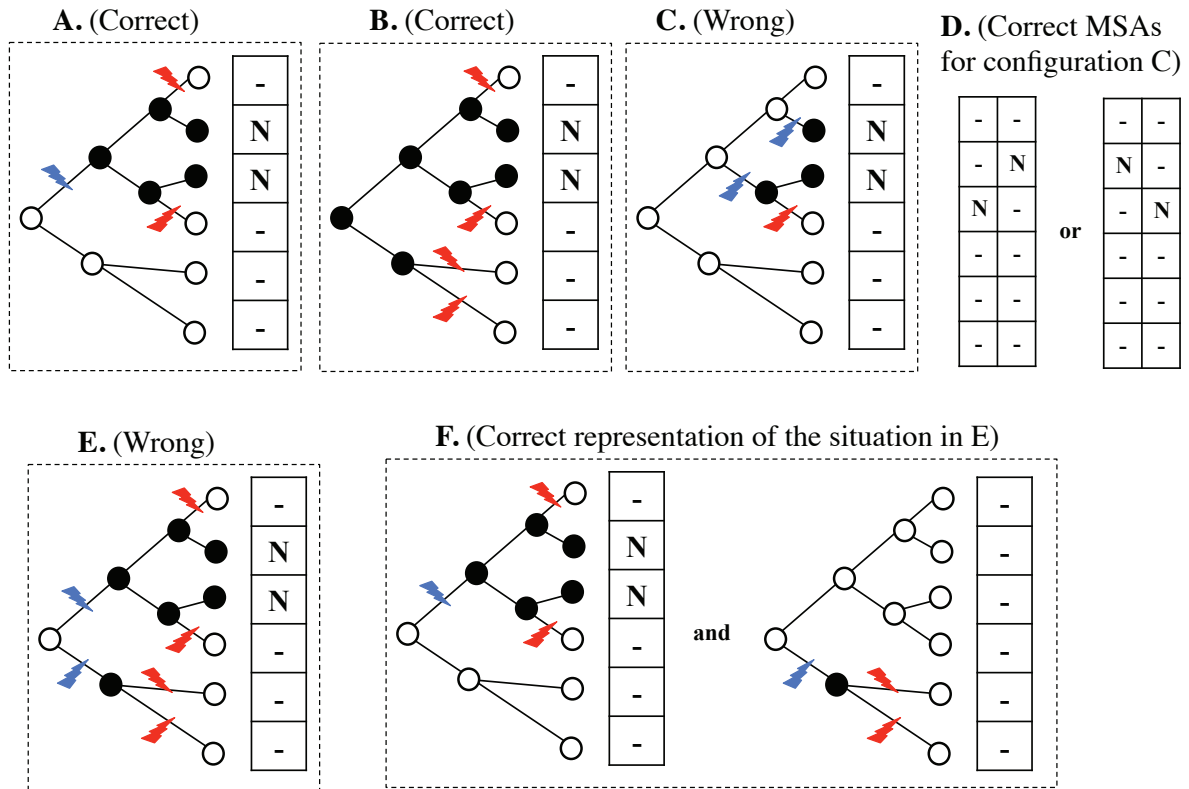 A. (Correct)
-
N
N
-
-
-
B. (Correct)
-
N
N
-
-
-
C. (Wrong)
-
N
N
-
-
-
D. (Correct MSAs
for configuration C)
- -
- N
N -
- -
- -
- -
or
- -
N -
- N
- -
- -
- -
E. (Wrong)
-
N
N
-
-
-
F. (Correct representation of the situation in E)
-
N
N
-
-
-
and
-
-
-
-
-
-